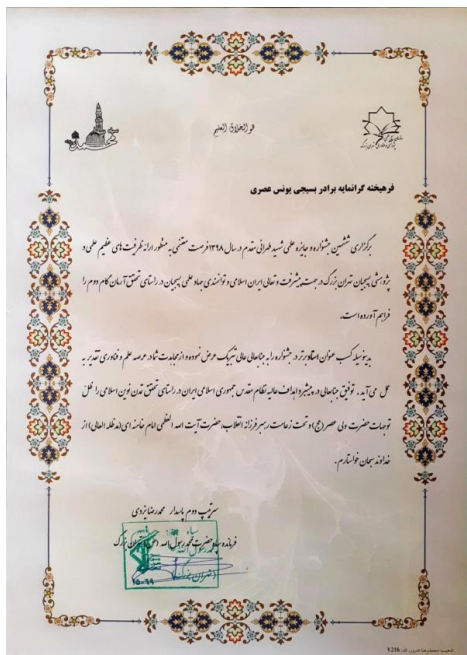 هو الخلاق العلیم
فرهیخته گرانمایه برادر بسیجی یونس عصری
برگزاری ششمین جشنواره و جایزه علمی شهید طهرانی مقدم در سال ۱۳۹۸ فرصت مغتنمی به منظور ارائه ظرفیت های عظیم علمی و
پژوهشی بسیجیان تهران بزرگ در جهت پیشرفت و تعالی ایران اسلامی و توانمندی جهاد علمی بسیجیان در راستای تحقق آرمان گام دوم را
فراهم آورده است.
بدینوسیله کسب عنوان استاد برتر در جشنواره را به جنابعالی تبریک عرض نموده و از مجاهدت شما در عرصه علم و فناوری تقدیر به
عمل می آید. توفیق جنابعالی در پیشبرد اهداف عالیه نظام مقدس جمهوری اسلامی ایران در راستای تحقق تمدن نوین اسلامی را در ظل
توجهات حضرت ولی عصر (عج) و تحت زعامت رهبر فرزانه انقلاب، حضرت آیت الله العظمی امام خامنه ای (مدظله العالی) از
خداوند سبحان خواستارم.
سرتیپ دوم پاسدار محمدرضا یزدی
فرمانده سپاه حضرت محمد رسول الله تهران بزرگ